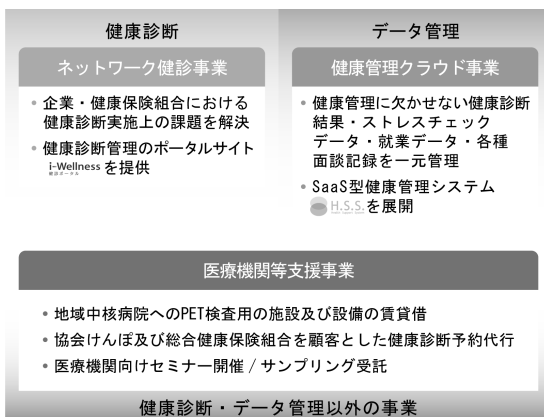 健康診断
ネットワーク健診事業
• 企業・健康保険組合における
健康診断実施上の課題を解決
• 健康診断管理のポータルサイト
i-Wellness を提供
健診ポータル
データ管理
健康管理クラウド事業
• 健康管理に欠かせない健康診断
結果・ストレスチェック
データ・就業データ・各種
面談記録を一元管理
• SaaS型健康管理システム
H.S.S.を展開
医療機関等支援事業
• 地域中核病院へのPET検査用の施設及び設備の賃貸借
• 協会けんぽ及び総合健康保険組合を顧客とした健康診断予約代行
• 医療機関向けセミナー開催 / サンプリング受託
健康診断・データ管理以外の事業